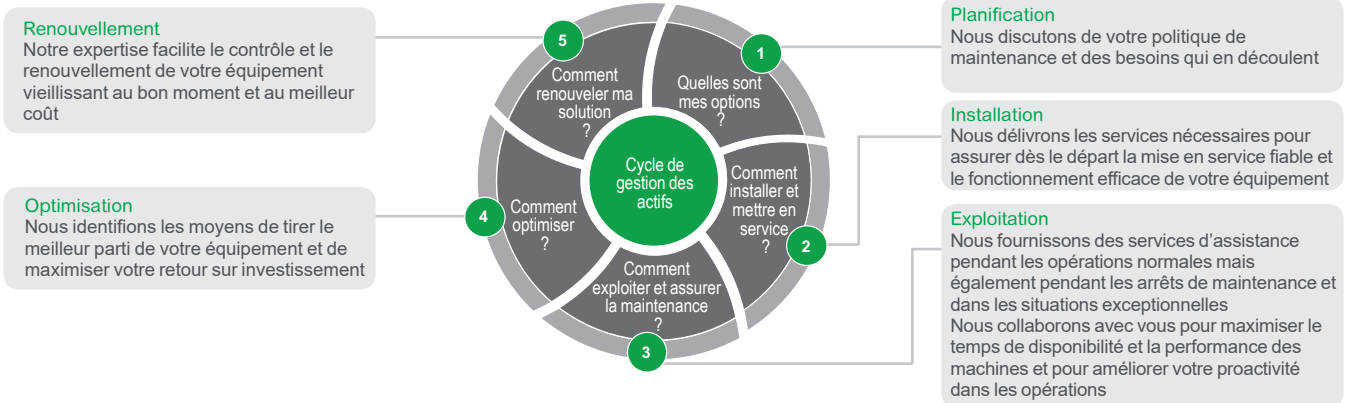 Renouvellement
Notre expertise facilite le contrôle et le
renouvellement de votre équipement
vieillissant au bon moment et au meilleur
coût
Optimisation
Nous identifions les moyens de tirer le
meilleur parti de votre équipement et de
maximiser votre retour sur investissement
5
Comment
renouveler ma
solution
?
1
Quelles sont
mes options
?
Cycle de
gestion des
actifs
Comment
installer et
mettre en
service
?
2
4
Comment
optimiser
?
Comment
exploiter et assurer
la maintenance
?
3
Planification
Nous discutons de votre politique de
maintenance et des besoins qui en découlent
Installation
Nous délivrons les services nécessaires pour
assurer dès le départ la mise en service fiable et
le fonctionnement efficace de votre équipement
Exploitation
Nous fournissons des services d’assistance
pendant les opérations normales mais
également pendant les arrêts de maintenance et
dans les situations exceptionnelles
Nous collaborons avec vous pour maximiser le
temps de disponibilité et la performance des
machines et pour améliorer votre proactivité
dans les opérations